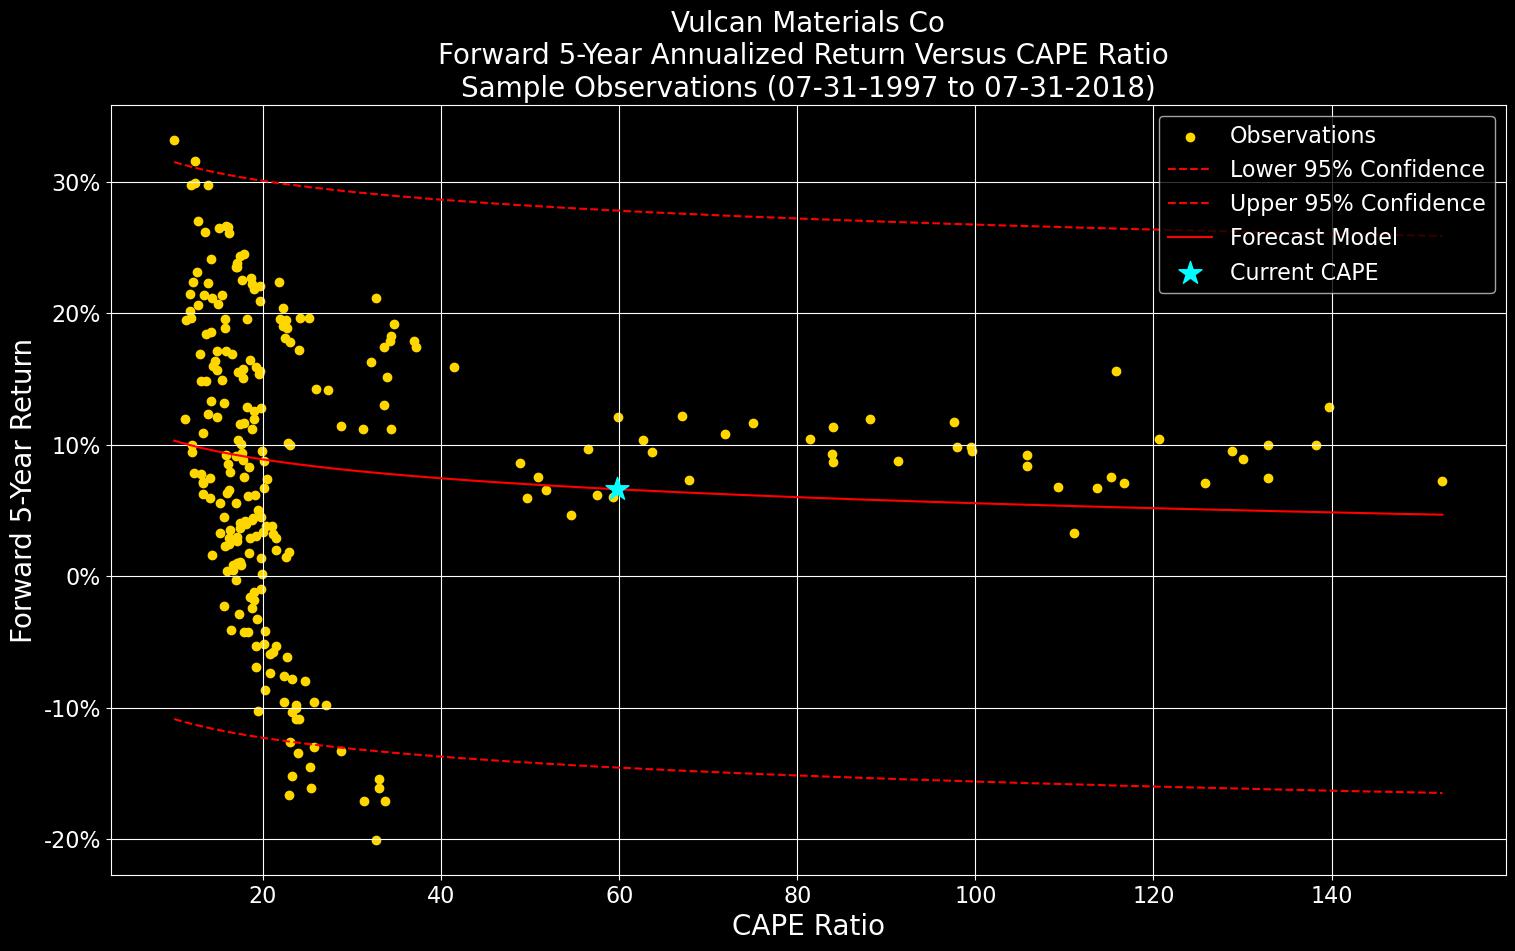 Vulcan Materials Co
Forward 5-Year Annualized Return Versus CAPE Ratio
Sample Observations (07-31-1997 to 07-31-2018)
Observations
Lower 95% Confidence
Upper 95% Confidence
Forecast Model
Current CAPE
Forward 5-Year Return
30%
20%
10%
0%
-10%
-20%
20 40 60 80 100 120 140
CAPE Ratio